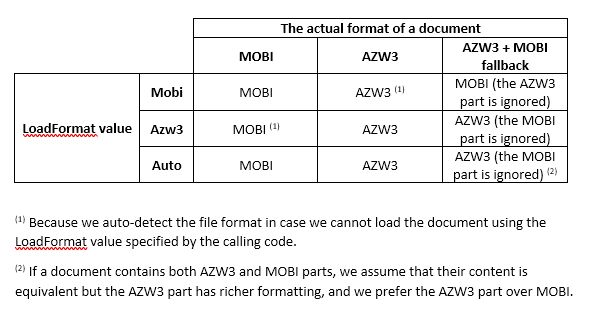 The actual format of a document
MOBI AZW3 AZW3 + MOBI
fallback
LoadFormat value
Mobi MOBI AZW3 (1) MOBI (the AZW3
part is ignored)
Azw3 MOBI (1) AZW3 AZW3 (the MOBI
part is ignored)
Auto MOBI AZW3 AZW3 (the MOBI
part is ignored) (2)
(1) Because we auto-detect the file format in case we cannot load the document using the
LoadFormat value specified by the calling code.
(2) If a document contains both AZW3 and MOBI parts, we assume that their content is
equivalent but the AZW3 part has richer formatting, and we prefer the AZW3 part over MOBI.